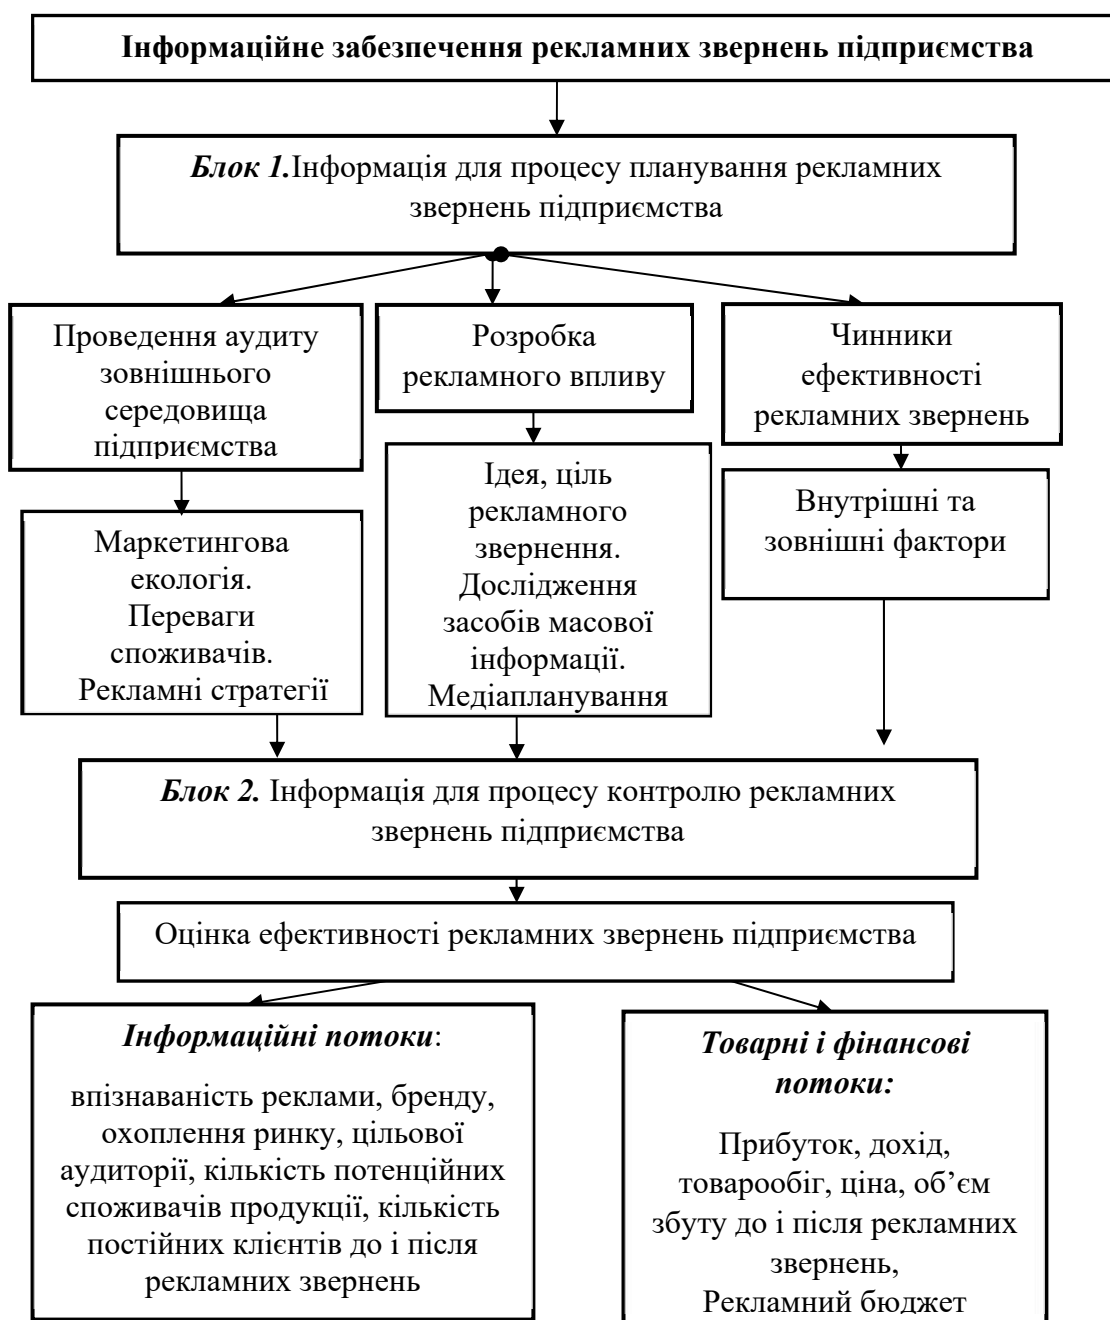 Інформаційне забезпечення рекламних звернень підприємства
Блок 1.Інформація для процесу планування рекламних
звернень підприємства
Проведення аудиту
зовнішнього
середовища
підприємства
Розробка
рекламного впливу
Чинники
ефективності
рекламних звернень
Маркетингова
екологія.
Переваги
споживачів.
Рекламні стратегії
Ідея, ціль
рекламного
звернення.
Дослідження
засобів масової
інформації.
Медіапланування
Внутрішні та
зовнішні фактори
Блок 2. Інформація для процесу контролю рекламних
звернень підприємства
Оцінка ефективності рекламних звернень підприємства
Інформаційні потоки:
впізнаваність реклами, бренду,
охоплення ринку, цільової
аудиторії, кількість потенційних
споживачів продукції, кількість
постійних клієнтів до і після
рекламних звернень
Товарні і фінансові
потоки:
Прибуток, дохід,
товарообіг, ціна, об’єм
збуту до і після рекламних
звернень,
Рекламний бюджет